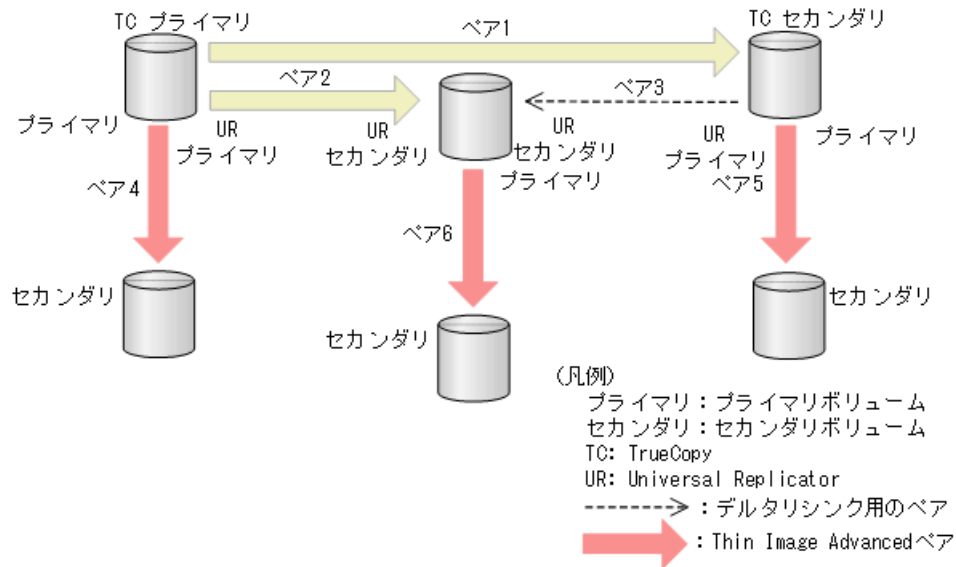 TC プライマリ
ペア1
TC セカンダリ
ペア2
ペア3
プライマリ
UR
プライマリ
UR
セカンダリ
UR
セカンダリ
プライマリ
UR
プライマリ
プライマリ
ペア4
ペア5
ペア6
セカンダリ
セカンダリ
セカンダリ
(凡例)
プライマリ：プライマリボリューム
セカンダリ：セカンダリボリューム
TC: TrueCopy
UR: Universal Replicator
：デルタリシンク用のペア
：Thin Image Advancedペア